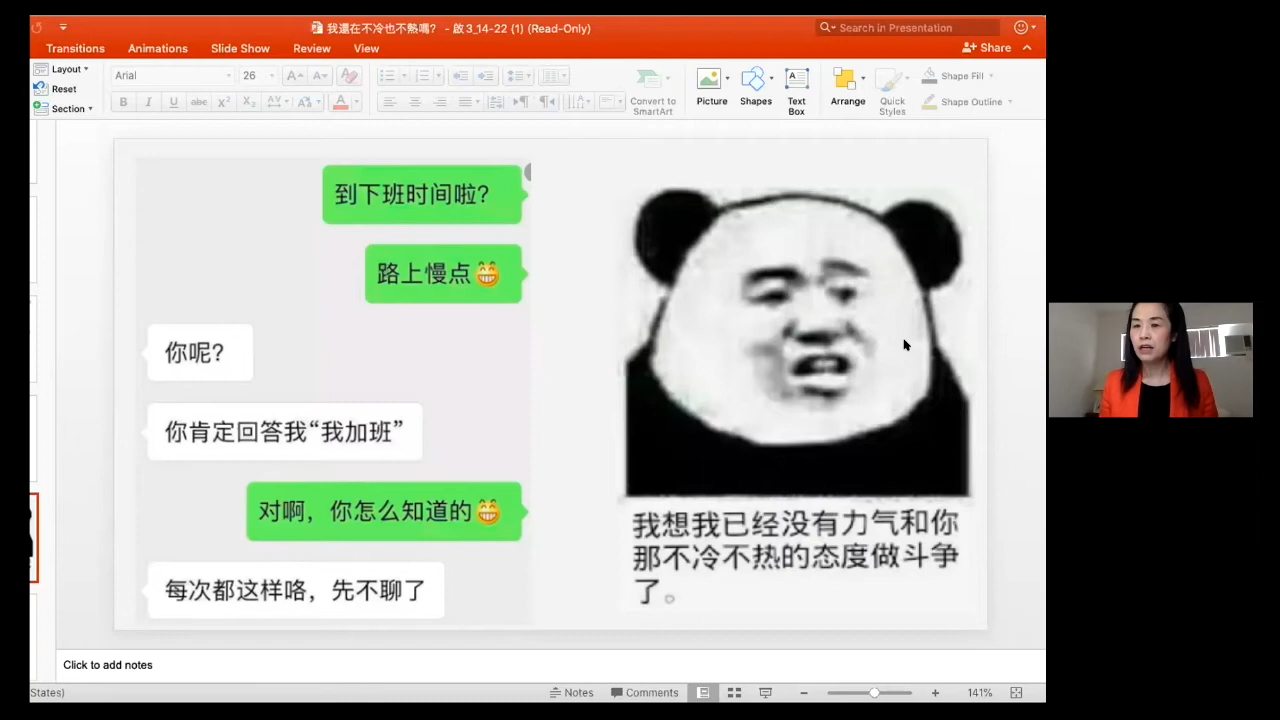 我還在不冷也不熱嗎? - 啟3_14-22 (1) (Read-Only)
Search in Presentation
Transitions Animations Slide Show Review View
Share
Layout
Reset
Section
Arial 26
Convert to SmartArt
Picture
Shapes
Text Box
Arrange
Quick Styles
Shape Fill
Shape Outline
到下班时间啦?
路上慢点
你呢?
你肯定回答我“我加班”
对啊，你怎么知道的
每次都这样咯，先不聊了
我想我已经没有力气和你
那不冷不热的态度做斗争
了。
Click to add notes
States)
Notes
Comments
141%